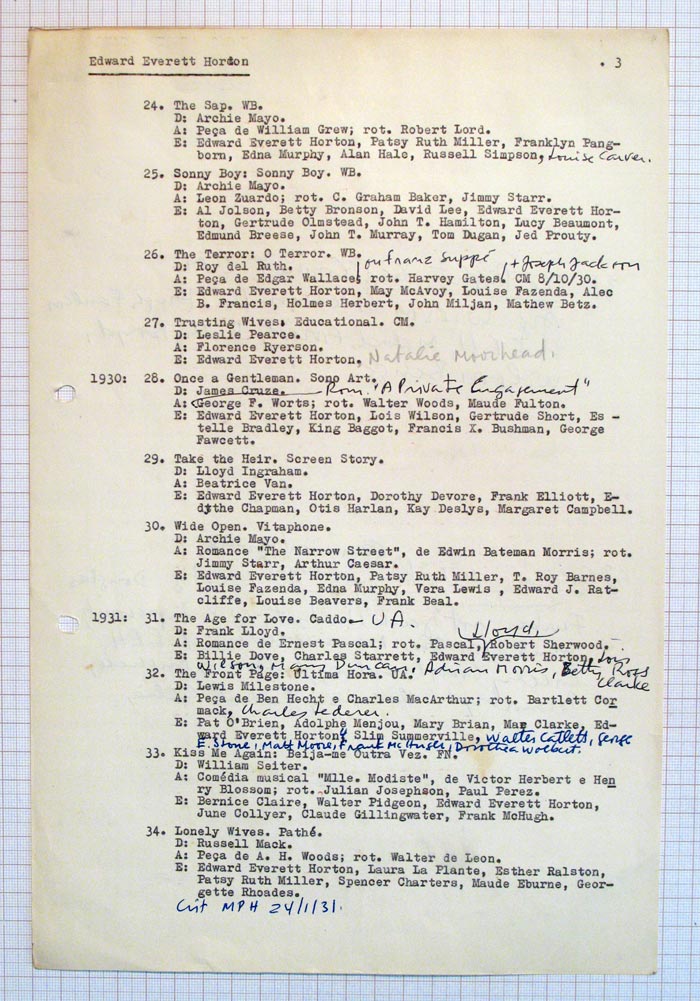 Edward Everett Horton
. 3
24. The Sap. WB.
D: Archie Mayo.
A: Peça de William Grew; rot. Robert Lord.
E: Edward Everett Horton, Patsy Ruth Miller, Franklyn Pang-
born, Edna Murphy, Alan Hale, Russell Simpson, Louise Carver.
25. Sonny Boy: Sonny Boy. WB.
D: Archie Mayo.
A: Leon Zuardo; rot. C. Graham Baker, Jimmy Starr.
E: Al Jolson, Betty Bronson, David Lee, Edward Everett Hor-
ton, Gertrude Olmstead, John T. Hamilton, Lucy Beaumont,
Edmund Breese, John T. Murray, Tom Dugan, Jed Prouty.
26. The Terror: O Terror. WB.
D: Roy del Ruth. ou Franz Suppé + Joseph Jackson
A: Peça de Edgar Wallace; rot. Harvey Gates. CM 8/10/30.
E: Edward Everett Horton, May McAvoy, Louise Fazenda, Alec
B. Francis, Holmes Herbert, John Miljan, Mathew Betz.
27. Trusting Wives. Educational. CM.
D: Leslie Pearce.
A: Florence Ryerson.
E: Edward Everett Horton, Natalie Moorhead.
1930: 28. Once a Gentleman. Sono Art.
D: James Cruze. Rom. "A Private Engagement"
A: George F. Worts; rot. Walter Woods, Maude Fulton.
E: Edward Everett Horton, Lois Wilson, Gertrude Short, Es -
telle Bradley, King Baggot, Francis X. Bushman, George
Fawcett.
29. Take the Heir. Screen Story.
D: Lloyd Ingraham.
A: Beatrice Van.
E: Edward Everett Horton, Dorothy Devore, Frank Elliott, E-
dythe Chapman, Otis Harlan, Kay Deslys, Margaret Campbell.
30. Wide Open. Vitaphone.
D: Archie Mayo.
A: Romance "The Narrow Street", de Edwin Bateman Morris; rot.
Jimmy Starr, Arthur Caesar.
E: Edward Everett Horton, Patsy Ruth Miller, T. Roy Barnes,
Louise Fazenda, Edna Murphy, Vera Lewis , Edward J. Rat-
cliffe, Louise Beavers, Frank Beal.
1931: 31. The Age for Love. Caddo. UA.
D: Frank Lloyd. Lloyd,
A: Romance de Ernest Pascal; rot. Pascal, Robert Sherwood.
E: Billie Dove, Charles Starrett, Edward Everett Horton, Lois
Wilson, Mary Duncan, Adrian Morris, Betty Ross
Clarke
32. The Front Page: Última Hora. UA.
D: Lewis Milestone.
A: Peça de Ben Hecht e Charles MacArthur; rot. Bartlett Cor
mack, Charles Lederer.
E: Pat O'Brien, Adolphe Menjou, Mary Brian, Mae Clarke, Ed-
ward Everett Horton, Slim Summerville, Walter Catlett, George
E. Stone, Matt Moore, Frank McHugh, Dorothea Wolbert.
33. Kiss Me Again: Beija-me Outra Vez. FN.
D: William Seiter.
A: Comédia musical "Mlle. Modiste", de Victor Herbert e Hen
ry Blossom; rot. Julian Josephson, Paul Perez.
E: Bernice Claire, Walter Pidgeon, Edward Everett Horton,
June Collyer, Claude Gillingwater, Frank McHugh.
34. Lonely Wives. Pathé.
D: Russell Mack.
A: Peça de A. H. Woods; rot. Walter de Leon.
E: Edward Everett Horton, Laura La Plante, Esther Ralston,
Patsy Ruth Miller, Spencer Charters, Maude Eburne, Geor-
gette Rhoades.
Crit MPH 24/1/31.